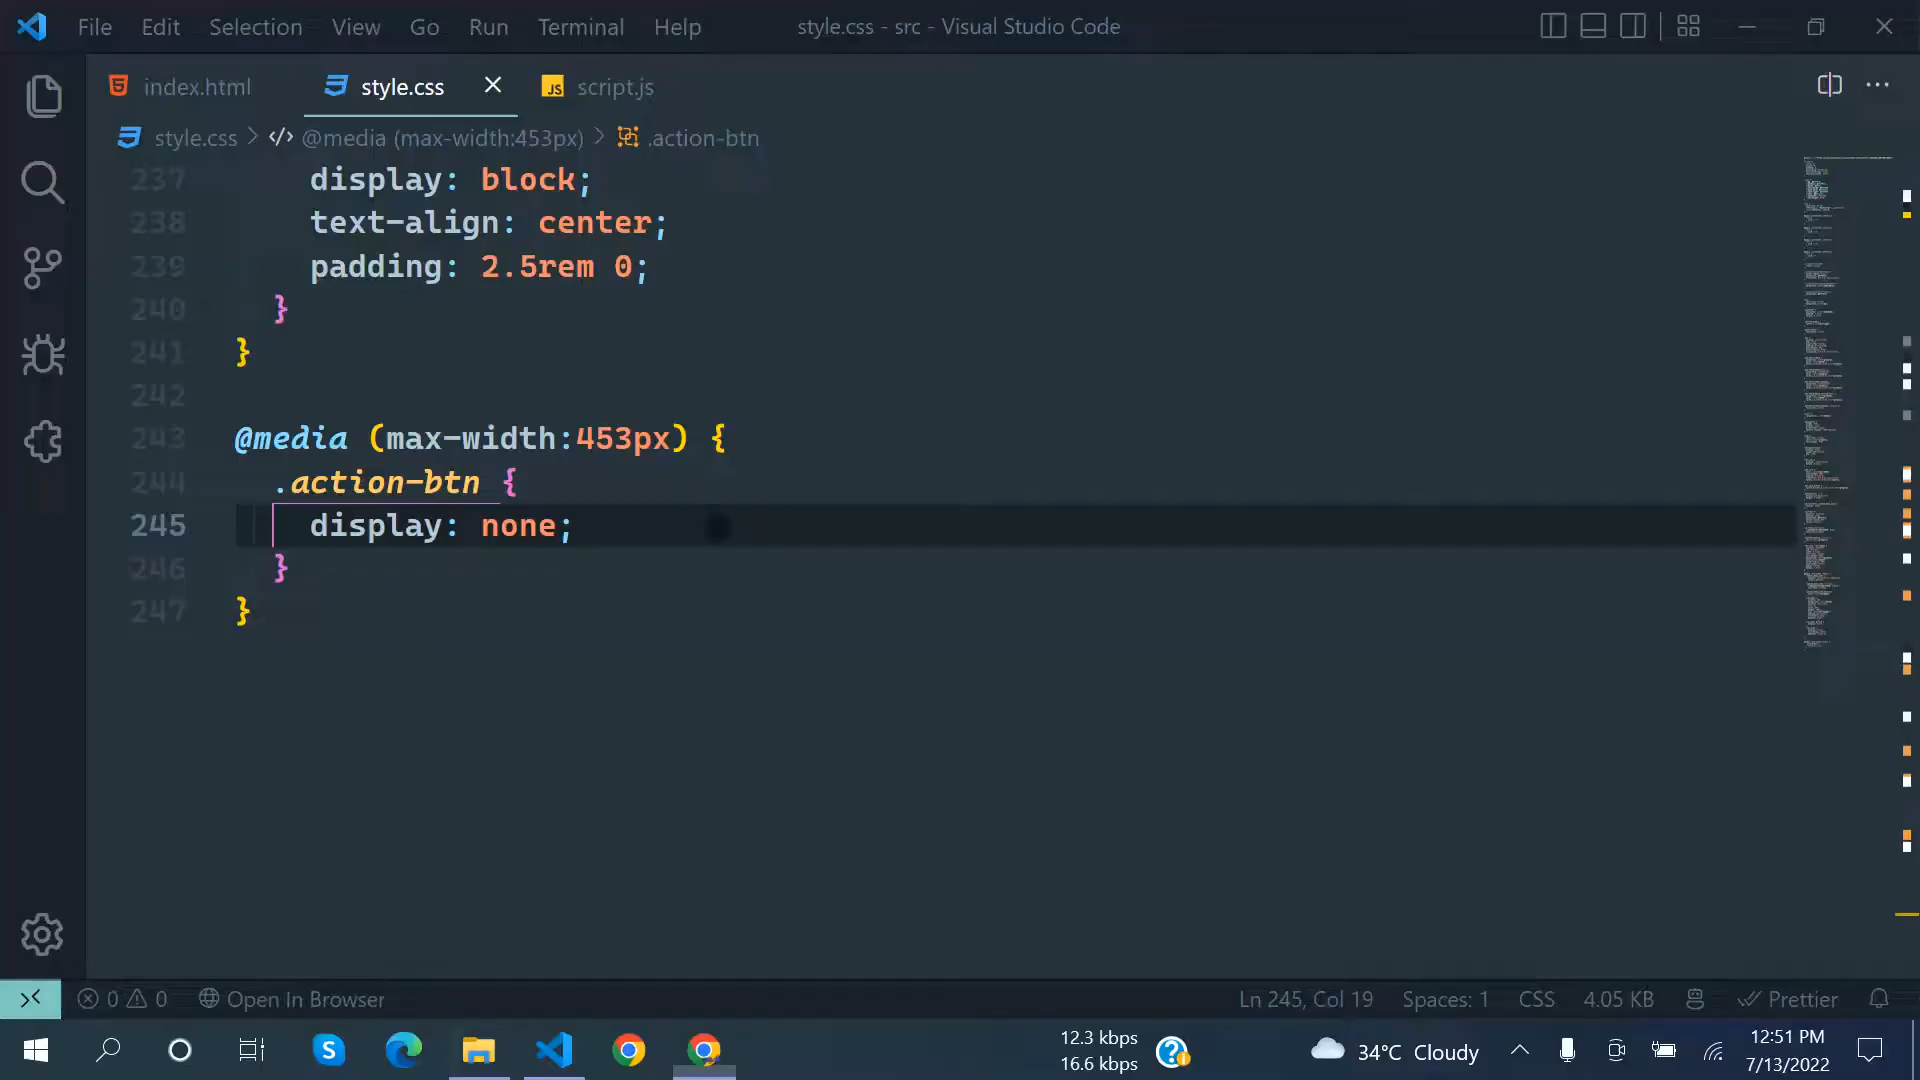 File Edit Selection View Go Run Terminal Help
style.css - src - Visual Studio Code
index.html
style.css
JS script.js
style.css > </> @media (max-width:453px) > .action-btn
237 display: block;
238 text-align: center;
239 padding: 2.5rem 0;
240 }
241 }
242
243 @media (max-width:453px) {
244 .action-btn {
245 display: none;
246 }
247 }
0 0 Open In Browser
Ln 245, Col 19 Spaces: 1 CSS 4.05 KB Prettier
12.3 kbps
16.6 kbps
34°C Cloudy
12:51 PM
7/13/2022